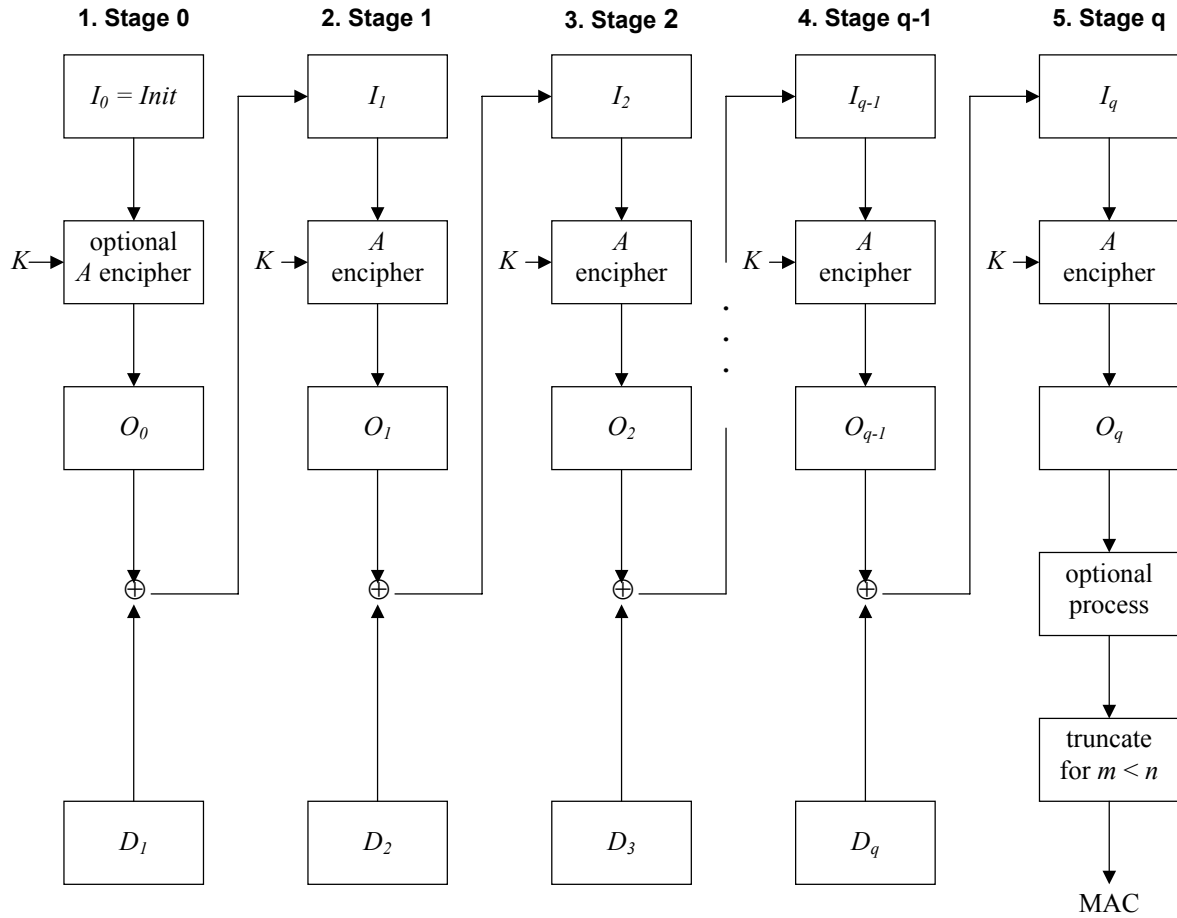 1. Stage 0
2. Stage 1
3. Stage 2
4. Stage q-1
5. Stage q
I0 = Init
I1
I2
Iq-1
Iq
K
optional
A encipher
K
A
encipher
K
A
encipher
K
A
encipher
K
A
encipher
. . .
O0
O1
O2
Oq-1
Oq
⊕
⊕
⊕
⊕
optional
process
truncate
for m < n
D1
D2
D3
Dq
MAC